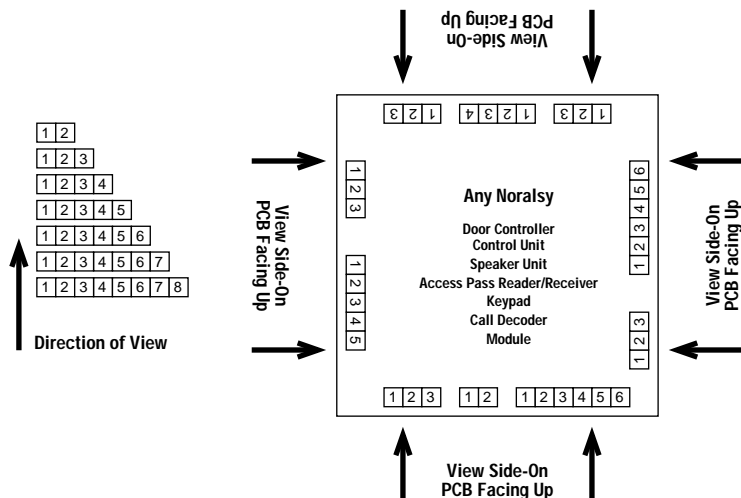 View Side-On
PCB Facing Up
3 2 1
4 3 2 1
3 2 1
1 2
1 2 3
1 2 3 4
1 2 3 4 5
1 2 3 4 5 6
1 2 3 4 5 6 7
1 2 3 4 5 6 7 8
Direction of View
View Side-On
PCB Facing Up
1
2
3
1
2
3
4
5
Any Noralsy
Door Controller
Control Unit
Speaker Unit
Access Pass Reader/Receiver
Keypad
Call Decoder
Module
6
5
4
3
2
1
3
2
1
View Side-On
PCB Facing Up
1 2 3
1 2
1 2 3 4 5 6
View Side-On
PCB Facing Up